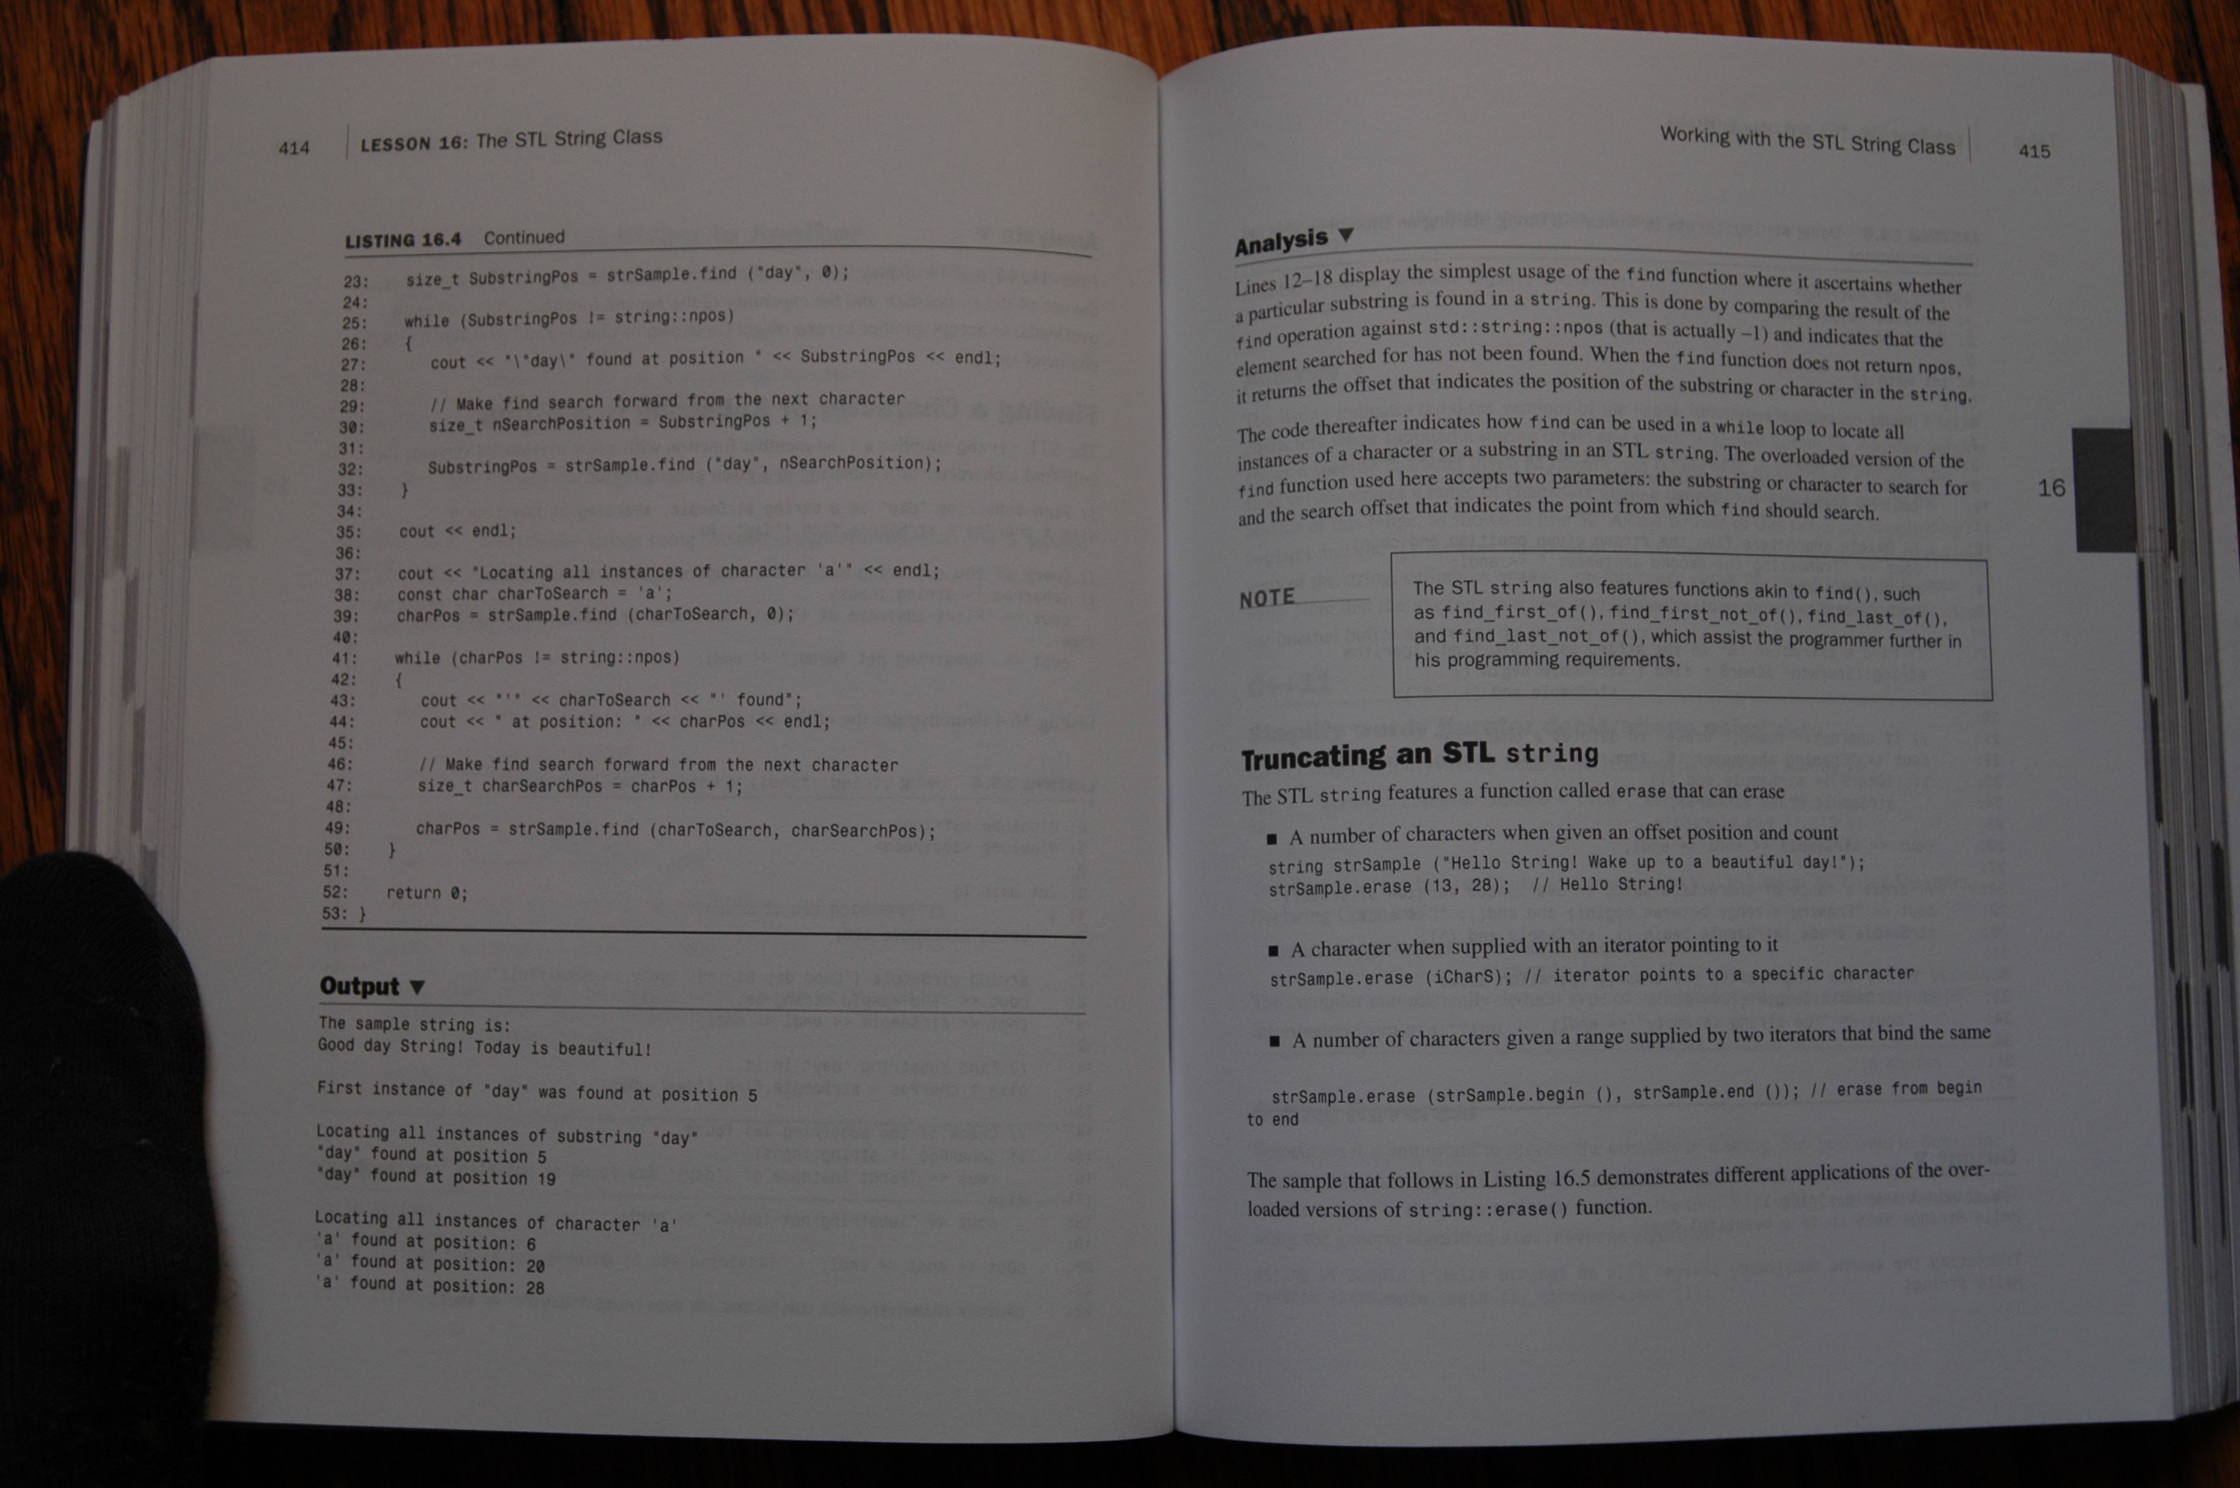 414 LESSON 16: The STL String Class
LISTING 16.4 Continued
23: size_t SubstringPos = strSample.find ("day", 0);
24:
25: while (SubstringPos != string::npos)
26: {
27: cout << "\"day\" found at position " << SubstringPos << endl;
28:
29: // Make find search forward from the next character
30: size_t nSearchPosition = SubstringPos + 1;
31:
32: SubstringPos = strSample.find ("day", nSearchPosition);
33: }
34:
35: cout << endl;
36:
37: cout << "Locating all instances of character 'a'" << endl;
38: const char charToSearch = 'a';
39: charPos = strSample.find (charToSearch, 0);
40:
41: while (charPos != string::npos)
42: {
43: cout << "'" << charToSearch << "' found";
44: cout << " at position: " << charPos << endl;
45:
46: // Make find search forward from the next character
47: size_t charSearchPos = charPos + 1;
48:
49: charPos = strSample.find (charToSearch, charSearchPos);
50: }
51:
52: return 0;
53: }
Output ▼
The sample string is:
Good day String! Today is beautiful!
First instance of "day" was found at position 5
Locating all instances of substring "day"
"day" found at position 5
"day" found at position 19
Locating all instances of character 'a'
'a' found at position: 6
'a' found at position: 20
'a' found at position: 28
Working with the STL String Class 415
Analysis ▼
Lines 12–18 display the simplest usage of the find function where it ascertains whether
a particular substring is found in a string. This is done by comparing the result of the
find operation against std::string::npos (that is actually –1) and indicates that the
element searched for has not been found. When the find function does not return npos,
it returns the offset that indicates the position of the substring or character in the string.
The code thereafter indicates how find can be used in a while loop to locate all
instances of a character or a substring in an STL string. The overloaded version of the
find function used here accepts two parameters: the substring or character to search for
and the search offset that indicates the point from which find should search.
16
NOTE
The STL string also features functions akin to find(), such
as find_first_of(), find_first_not_of(), find_last_of(),
and find_last_not_of(), which assist the programmer further in
his programming requirements.
Truncating an STL string
The STL string features a function called erase that can erase
■ A number of characters when given an offset position and count
string strSample ("Hello String! Wake up to a beautiful day!");
strSample.erase (13, 28); // Hello String!
■ A character when supplied with an iterator pointing to it
strSample.erase (iCharS); // iterator points to a specific character
■ A number of characters given a range supplied by two iterators that bind the same
strSample.erase (strSample.begin (), strSample.end ()); // erase from begin
to end
The sample that follows in Listing 16.5 demonstrates different applications of the over-
loaded versions of string::erase() function.